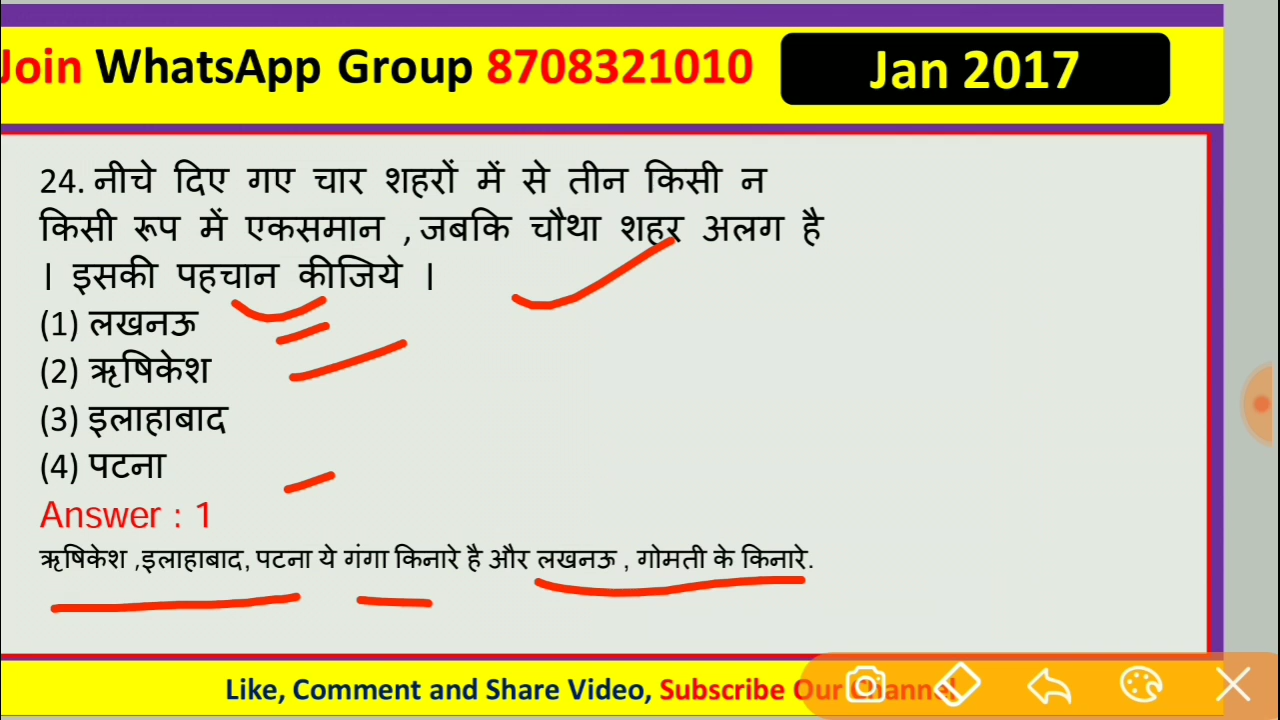 Join WhatsApp Group 8708321010
Jan 2017
24. नीचे दिए गए चार शहरों में से तीन किसी न
किसी रूप में एकसमान , जबकि चौथा शहर अलग है
। इसकी पहचान कीजिये ।
(1) लखनऊ
(2) ऋषिकेश
(3) इलाहाबाद
(4) पटना
Answer : 1
ऋषिकेश ,इलाहाबाद, पटना ये गंगा किनारे है और लखनऊ , गोमती के किनारे.
Like, Comment and Share Video, Subscribe Our Channel